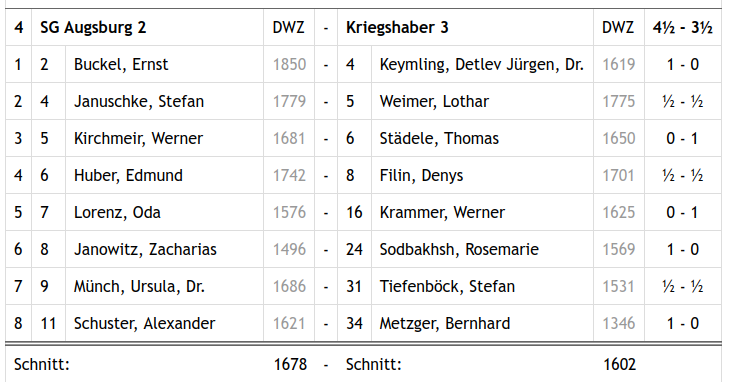 4 SG Augsburg 2 DWZ - Kriegshaber 3 DWZ 4½ - 3½
1 2 Buckel, Ernst 1850 - 4 Keymling, Detlev Jürgen, Dr. 1619 1 - 0
2 4 Januschke, Stefan 1779 - 5 Weimer, Lothar 1775 ½ - ½
3 5 Kirchmeir, Werner 1681 - 6 Städele, Thomas 1650 0 - 1
4 6 Huber, Edmund 1742 - 8 Filin, Denys 1701 ½ - ½
5 7 Lorenz, Oda 1576 - 16 Krammer, Werner 1625 0 - 1
6 8 Janowitz, Zacharias 1496 - 24 Sodbakhsh, Rosemarie 1569 1 - 0
7 9 Münch, Ursula, Dr. 1686 - 31 Tiefenböck, Stefan 1531 ½ - ½
8 11 Schuster, Alexander 1621 - 34 Metzger, Bernhard 1346 1 - 0
Schnitt: 1678 - Schnitt: 1602